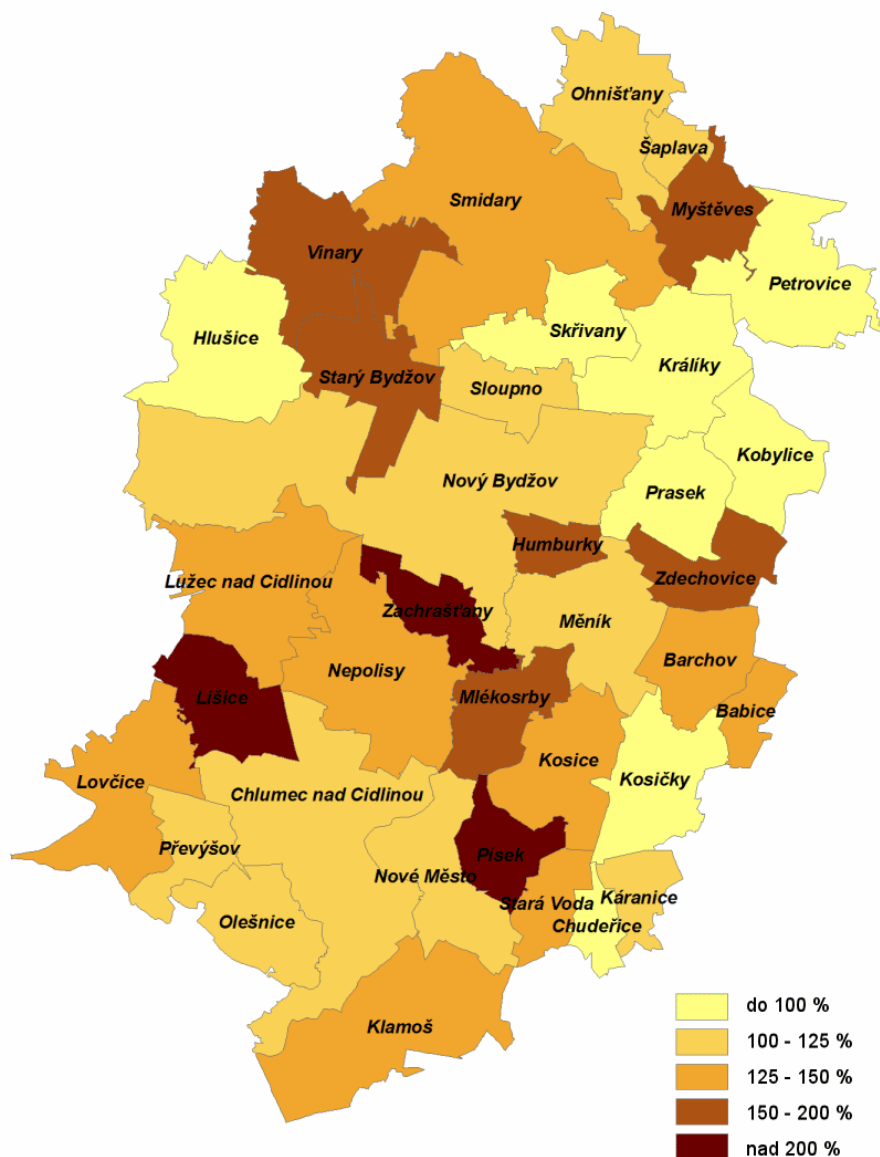 Ohnišťany
Šaplava
Smidary
Myštěves
Vinary
Petrovice
Skřivany
Hlušice
Králíky
Starý Bydžov
Sloupno
Kobylice
Nový Bydžov
Prasek
Humburky
Zdechovice
Lužec nad Cidlinou
Zachrašťany
Měník
Barchov
Nepolisy
Lišice
Mlékosrby
Babice
Kosice
Lovčice
Kosičky
Chlumec nad Cidlinou
Převýšov
Písek
Nové Město
Káranice
Stará Voda
Olešnice
Chudeřice
Klamoš
do 100 %
100 - 125 %
125 - 150 %
150 - 200 %
nad 200 %